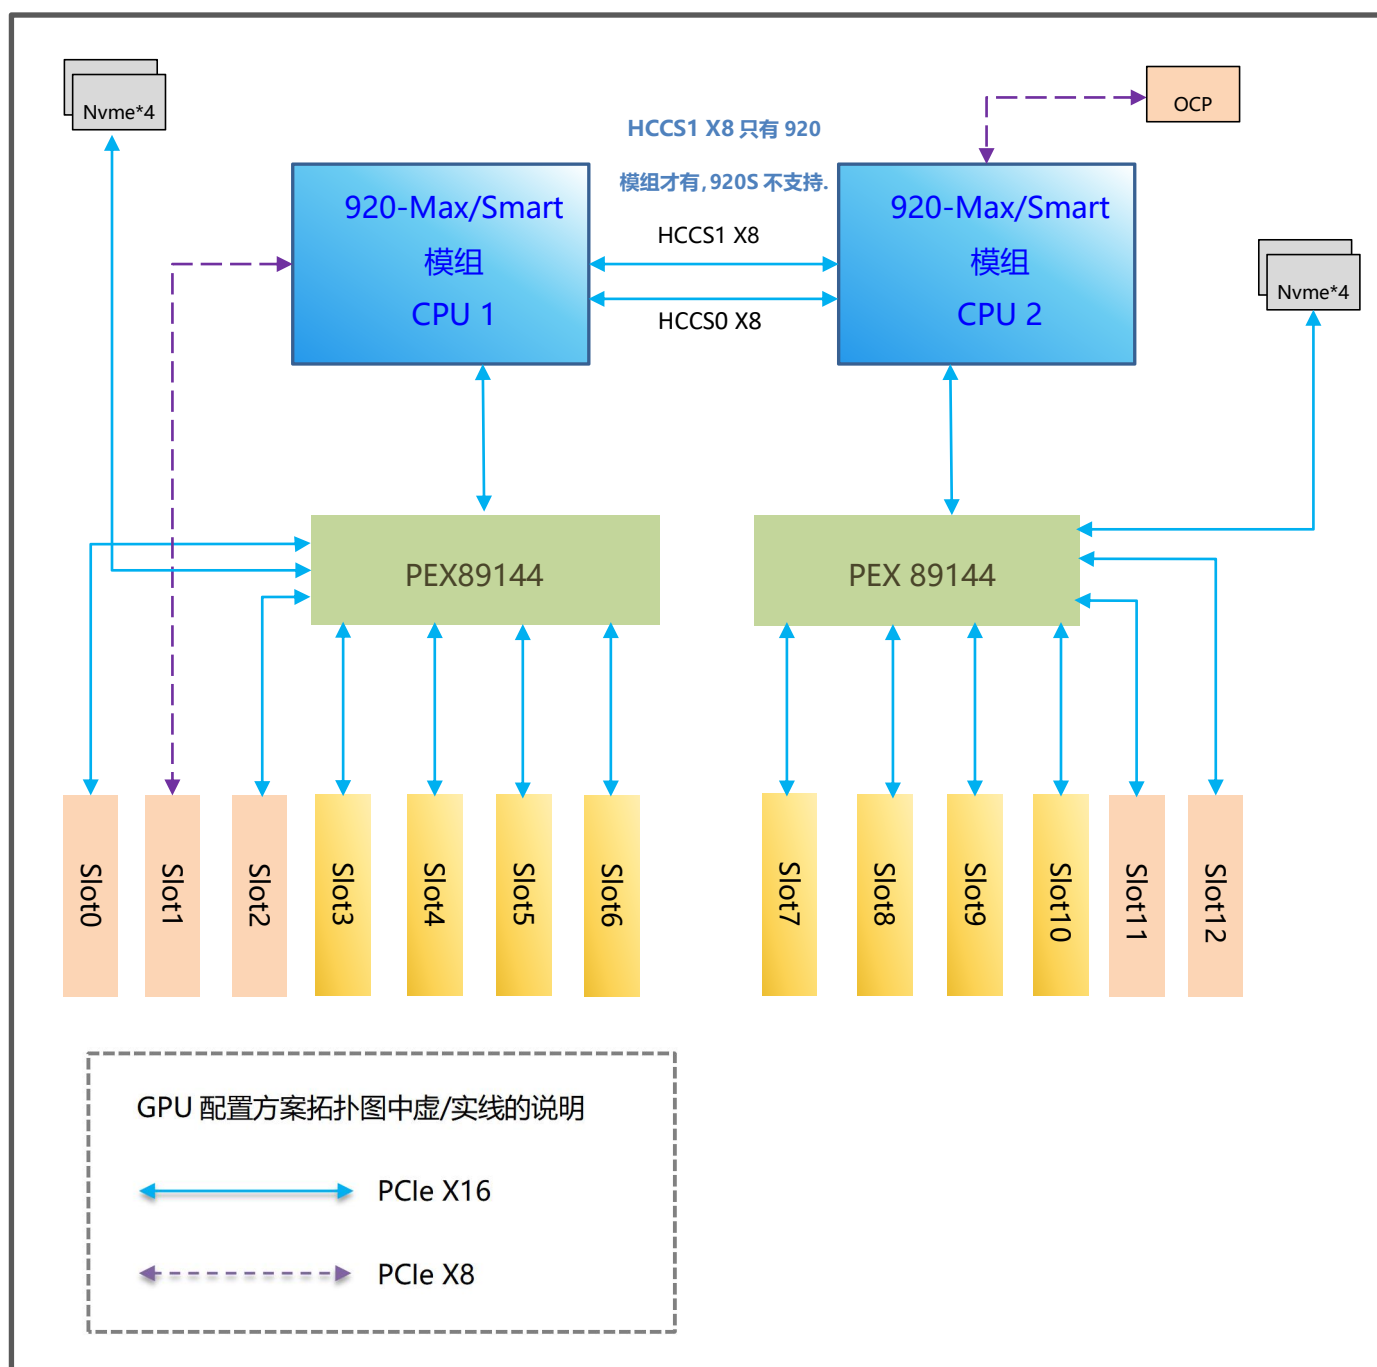 Nvme*4
OCP
HCCS1 X8 只有 920
模组才有,920S 不支持.
920-Max/Smart
模组
CPU 1
HCCS1 X8
HCCS0 X8
920-Max/Smart
模组
CPU 2
Nvme*4
PEX89144
PEX 89144
Slot0
Slot1
Slot2
Slot3
Slot4
Slot5
Slot6
Slot7
Slot8
Slot9
Slot10
Slot11
Slot12
GPU 配置方案拓扑图中虚/实线的说明
PCIe X16
PCIe X8